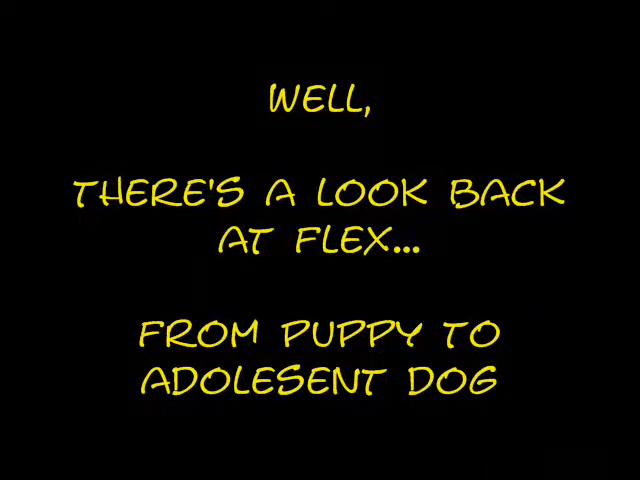 WELL,
THERE'S A LOOK BACK
AT FLEX...
FROM PUPPY TO
ADOLESENT DOG